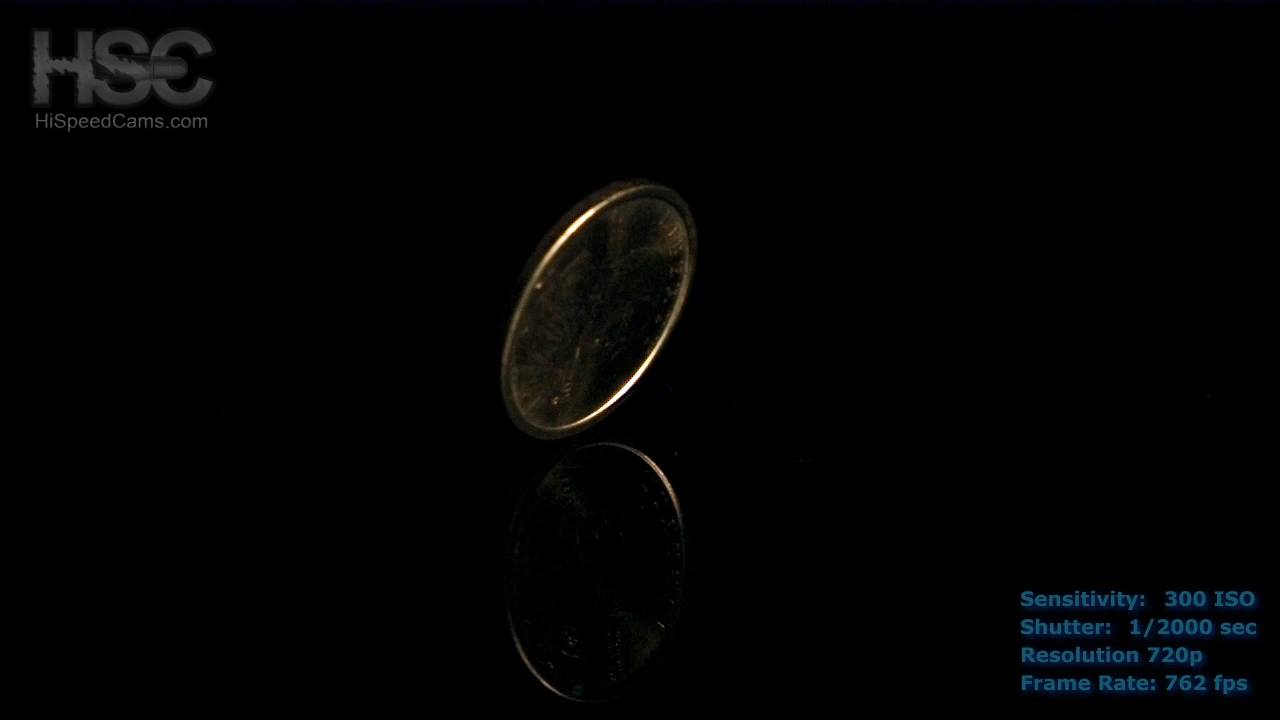 HSC
HiSpeedCams.com
Sensitivity: 300 ISO
Shutter: 1/2000 sec
Resolution 720p
Frame Rate: 762 fps